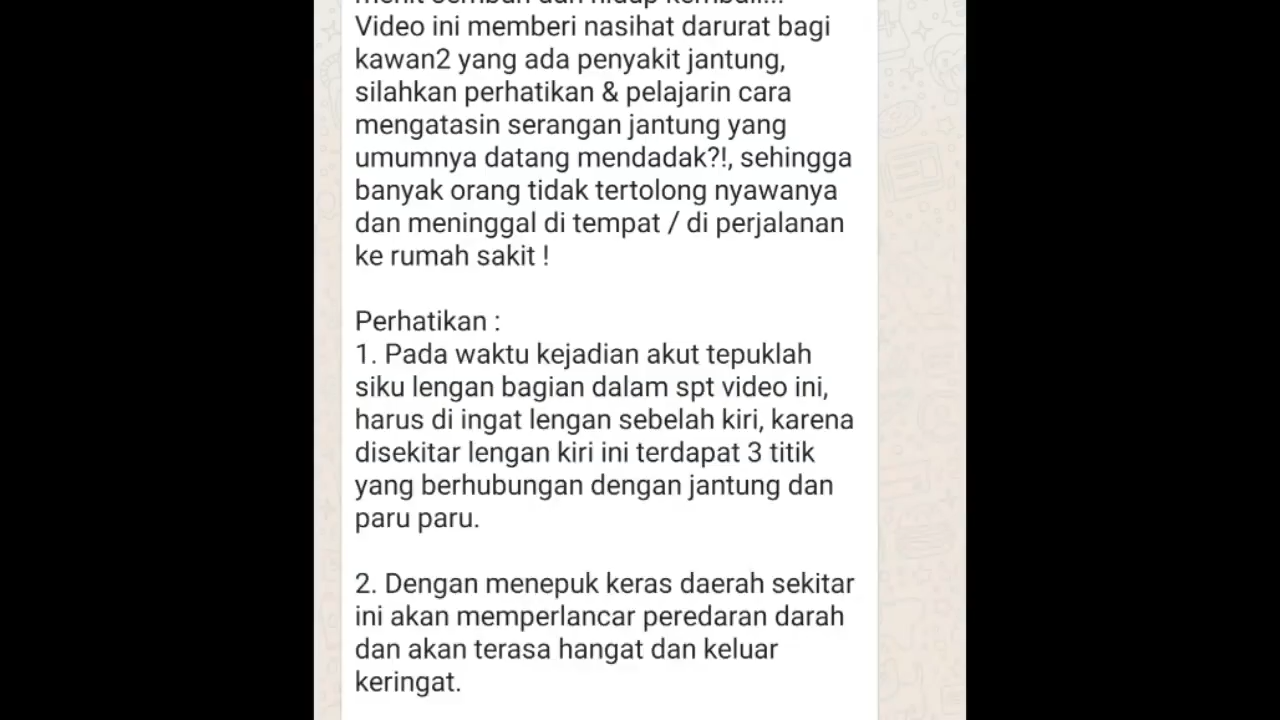 Video ini memberi nasihat darurat bagi
kawan2 yang ada penyakit jantung,
silahkan perhatikan & pelajarin cara
mengatasin serangan jantung yang
umumnya datang mendadak?!, sehingga
banyak orang tidak tertolong nyawanya
dan meninggal di tempat / di perjalanan
ke rumah sakit !
Perhatikan :
1. Pada waktu kejadian akut tepuklah
siku lengan bagian dalam spt video ini,
harus di ingat lengan sebelah kiri, karena
disekitar lengan kiri ini terdapat 3 titik
yang berhubungan dengan jantung dan
paru paru.
2. Dengan menepuk keras daerah sekitar
ini akan memperlancar peredaran darah
dan akan terasa hangat dan keluar
keringat.